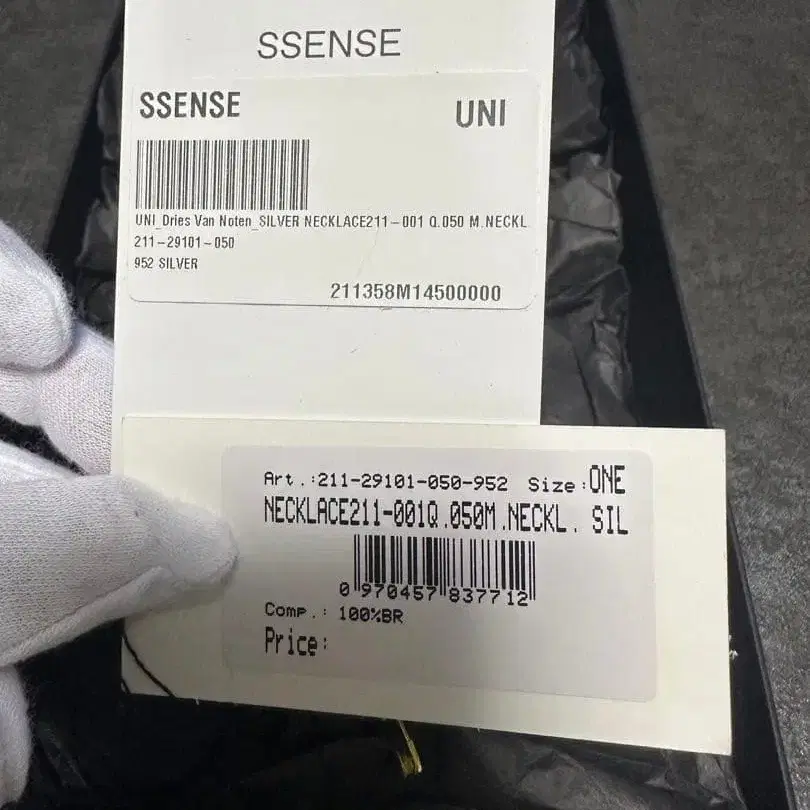 SSENSE
SSENSE UNI
UNI_Dries Van Noten_SILVER NECKLACE211-001 Q.050 M.NECKL
211-29101-050
952 SILVER
211358M14500000
Art.:211-29101-050-952 Size:ONE
NECKLACE211-001Q.050M.NECKL. SIL
0 970457 837712
Comp.: 100%BR
Price: